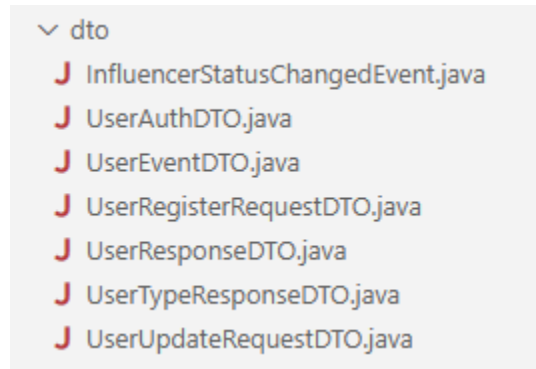 dto
J InfluencerStatusChangedEvent.java
J UserAuthDTO.java
J UserEventDTO.java
J UserRegisterRequestDTO.java
J UserResponseDTO.java
J UserTypeResponseDTO.java
J UserUpdateRequestDTO.java